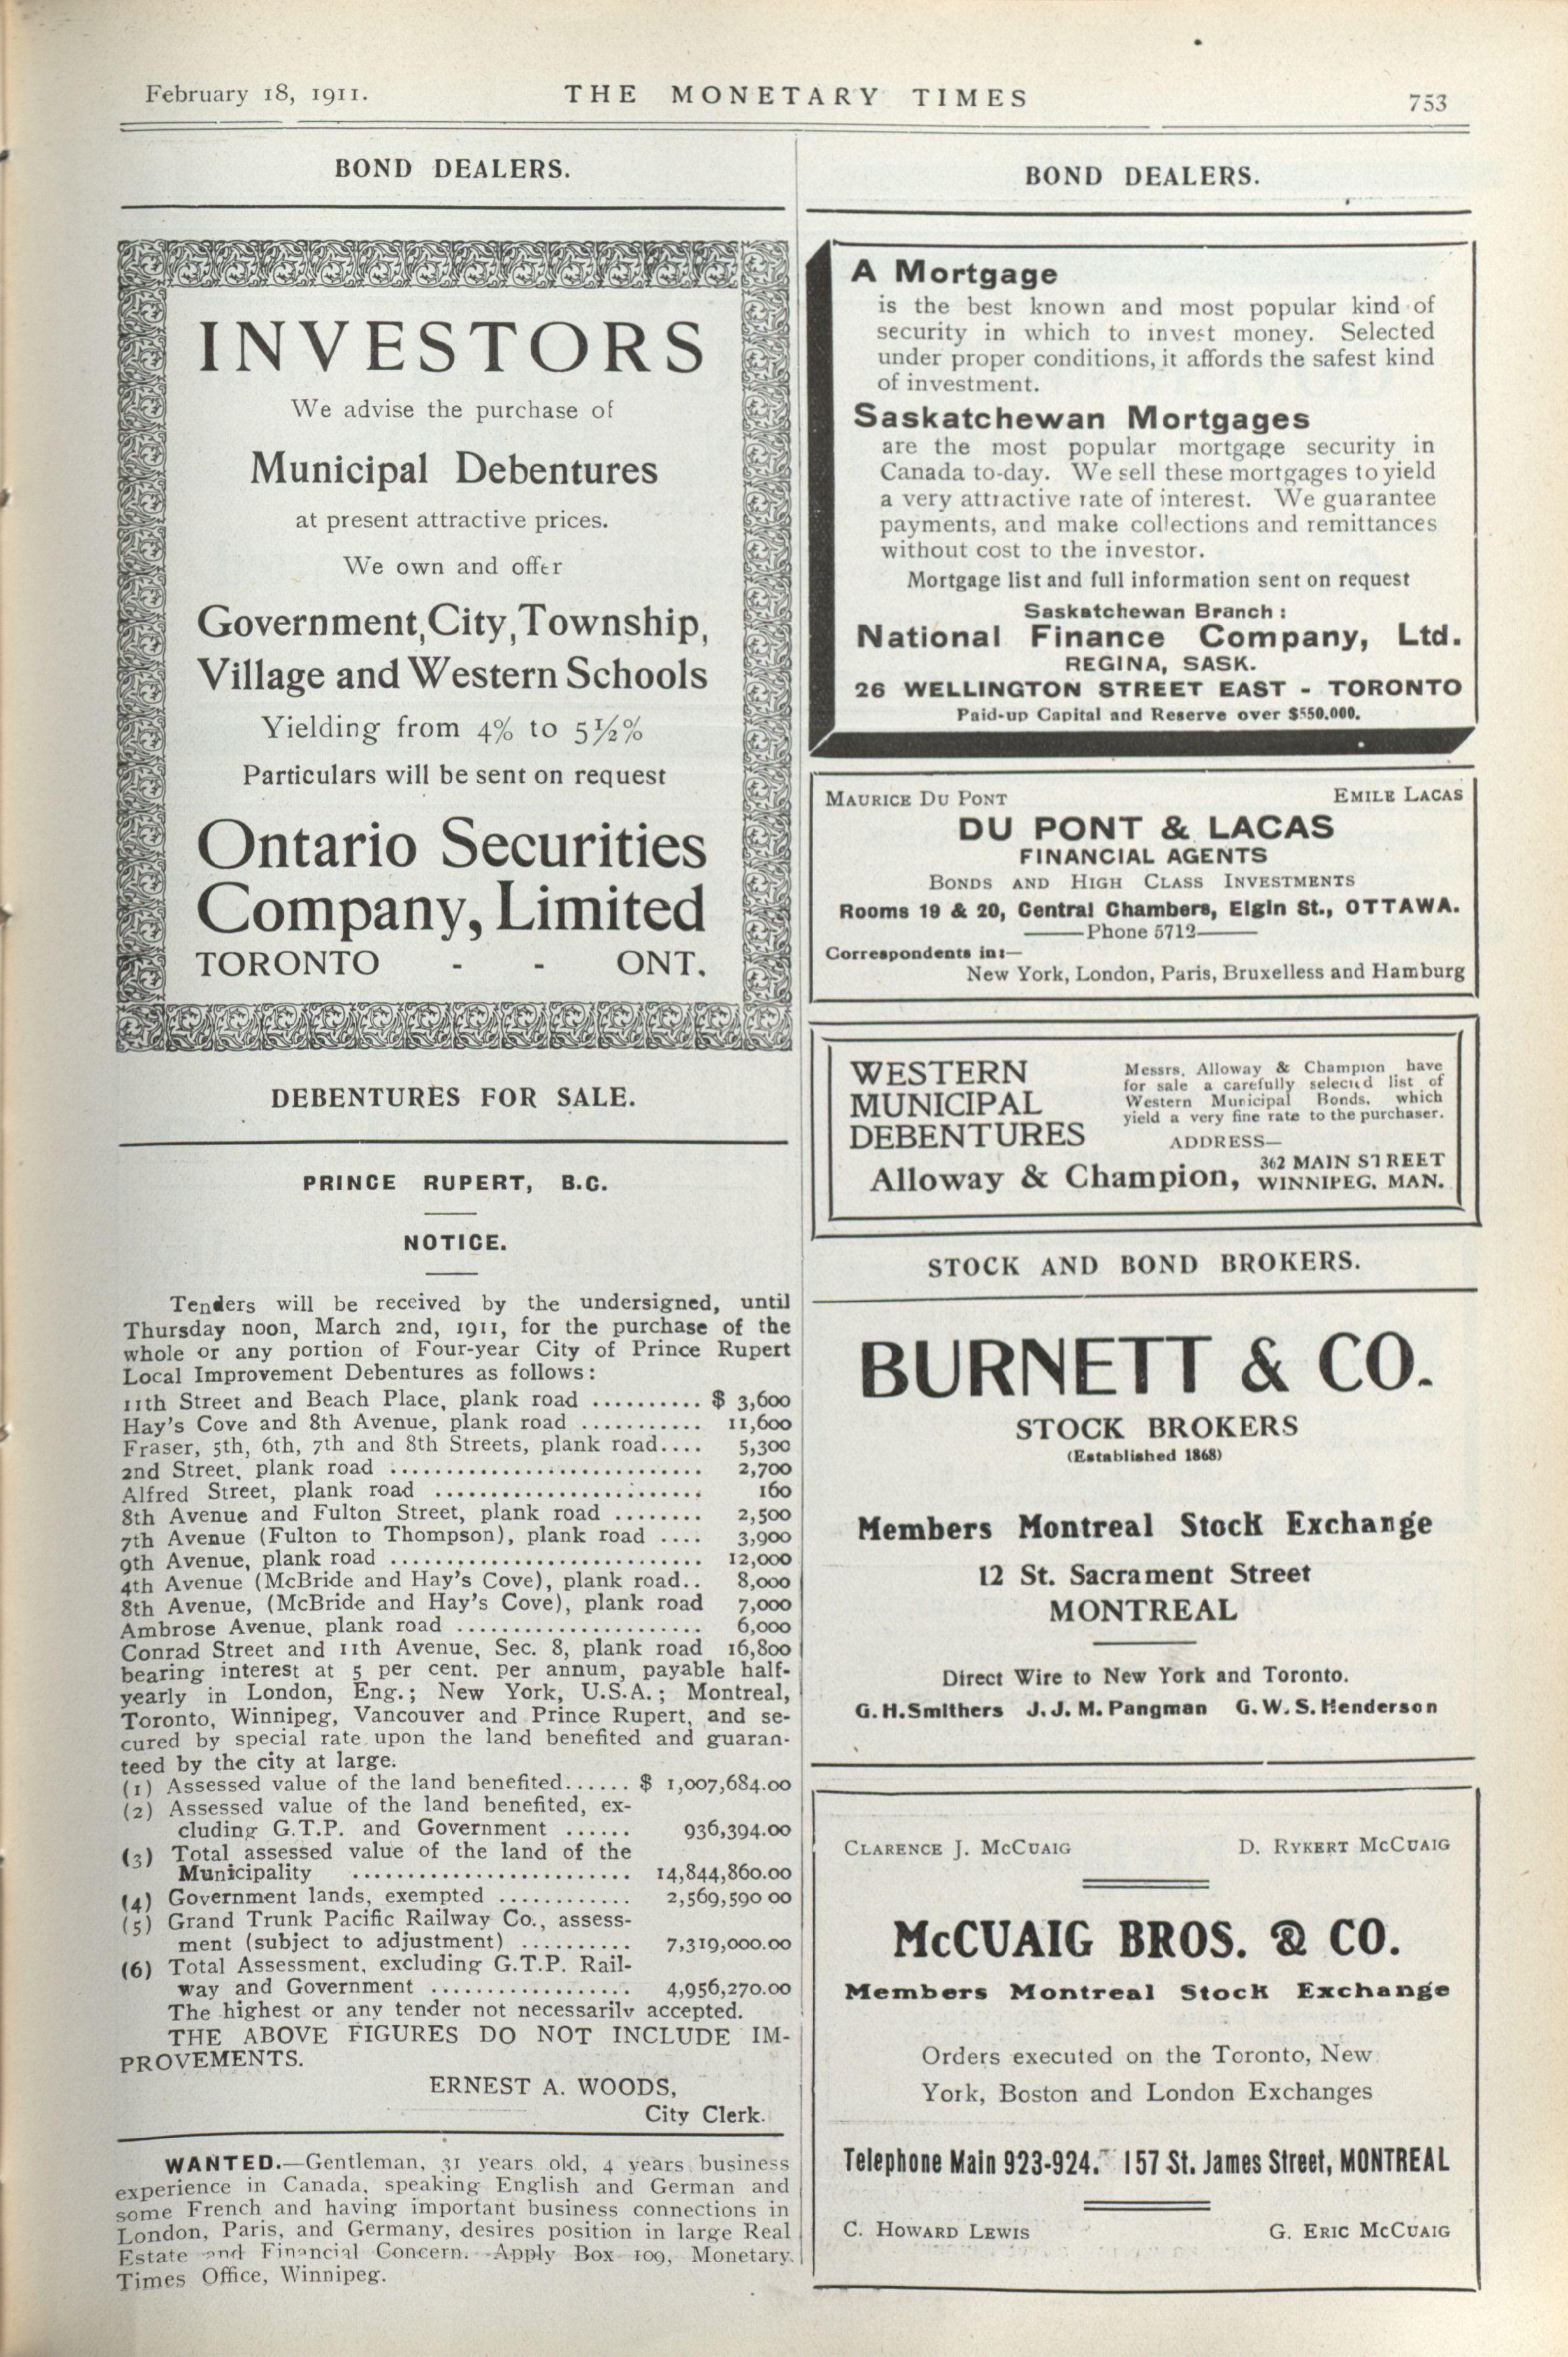 February 18, 1911.
THE MONETARY TIMES
753
BOND DEALERS.
INVESTORS
We advise the purchase of
Municipal Debentures
at present attractive prices.
We own and offer
Government, City, Township,
Village and Western Schools
Yielding from 4% to 5½%
Particulars will be sent on request
Ontario Securities
Company, Limited
TORONTO - - ONT.
DEBENTURES FOR SALE.
PRINCE RUPERT, B.C.
NOTICE.
Tenders will be received by the undersigned, until
Thursday noon, March 2nd, 1911, for the purchase of the
whole or any portion of Four-year City of Prince Rupert
Local Improvement Debentures as follows:
11th Street and Beach Place, plank road .......... $ 3,600
Hay's Cove and 8th Avenue, plank road ........... 11,600
Fraser, 5th, 6th, 7th and 8th Streets, plank road.... 5,300
2nd Street, plank road ............................ 2,700
Alfred Street, plank road ........................ 160
8th Avenue and Fulton Street, plank road ........ 2,500
7th Avenue (Fulton to Thompson), plank road .... 3,900
9th Avenue, plank road ............................ 12,000
4th Avenue (McBride and Hay's Cove), plank road.. 8,000
8th Avenue, (McBride and Hay's Cove), plank road 7,000
Ambrose Avenue, plank road ...................... 6,000
Conrad Street and 11th Avenue, Sec. 8, plank road 16,800
bearing interest at 5 per cent. per annum, payable half-
yearly in London, Eng.; New York, U.S.A.; Montreal,
Toronto, Winnipeg, Vancouver and Prince Rupert, and se-
cured by special rate upon the land benefited and guaran-
teed by the city at large.
(1) Assessed value of the land benefited...... $ 1,007,684.00
(2) Assessed value of the land benefited, ex-
cluding G.T.P. and Government ...... 936,394.00
(3) Total assessed value of the land of the
Municipality ......................... 14,844,860.00
(4) Government lands, exempted ............ 2,569,590 00
(5) Grand Trunk Pacific Railway Co., assess-
ment (subject to adjustment) .......... 7,319,000.00
(6) Total Assessment, excluding G.T.P. Rail-
way and Government .................. 4,956,270.00
The highest or any tender not necessarily accepted.
THE ABOVE FIGURES DO NOT INCLUDE IM-
PROVEMENTS.
ERNEST A. WOODS,
City Clerk.
WANTED.—Gentleman, 31 years old, 4 years business
experience in Canada, speaking English and German and
some French and having important business connections in
London, Paris, and Germany, desires position in large Real
Estate and Financial Concern. Apply Box 109, Monetary
Times Office, Winnipeg.
BOND DEALERS.
A Mortgage
is the best known and most popular kind of
security in which to invest money. Selected
under proper conditions, it affords the safest kind
of investment.
Saskatchewan Mortgages
are the most popular mortgage security in
Canada to-day. We sell these mortgages to yield
a very attractive rate of interest. We guarantee
payments, and make collections and remittances
without cost to the investor.
Mortgage list and full information sent on request
Saskatchewan Branch:
National Finance Company, Ltd.
REGINA, SASK.
26 WELLINGTON STREET EAST - TORONTO
Paid-up Capital and Reserve over $550,000.
MAURICE DU PONT EMILE LACAS
DU PONT & LACAS
FINANCIAL AGENTS
BONDS AND HIGH CLASS INVESTMENTS
Rooms 19 & 20, Central Chambers, Elgin St., OTTAWA.
Phone 5712
Correspondents in:—
New York, London, Paris, Bruxelless and Hamburg
WESTERN
MUNICIPAL
DEBENTURES
Messrs. Alloway & Champion have
for sale a carefully selected list of
Western Municipal Bonds, which
yield a very fine rate to the purchaser.
ADDRESS—
Alloway & Champion,
362 MAIN STREET
WINNIPEG, MAN.
STOCK AND BOND BROKERS.
BURNETT & CO.
STOCK BROKERS
(Established 1868)
Members Montreal Stock Exchange
12 St. Sacrament Street
MONTREAL
Direct Wire to New York and Toronto.
G. H. Smithers J. J. M. Pangman G. W. S. Henderson
CLARENCE J. MCCUAIG D. RYKERT MCCUAIG
McCUAIG BROS. & CO.
Members Montreal Stock Exchange
Orders executed on the Toronto, New
York, Boston and London Exchanges
Telephone Main 923-924. 157 St. James Street, MONTREAL
C. HOWARD LEWIS G. ERIC MCCUAIG